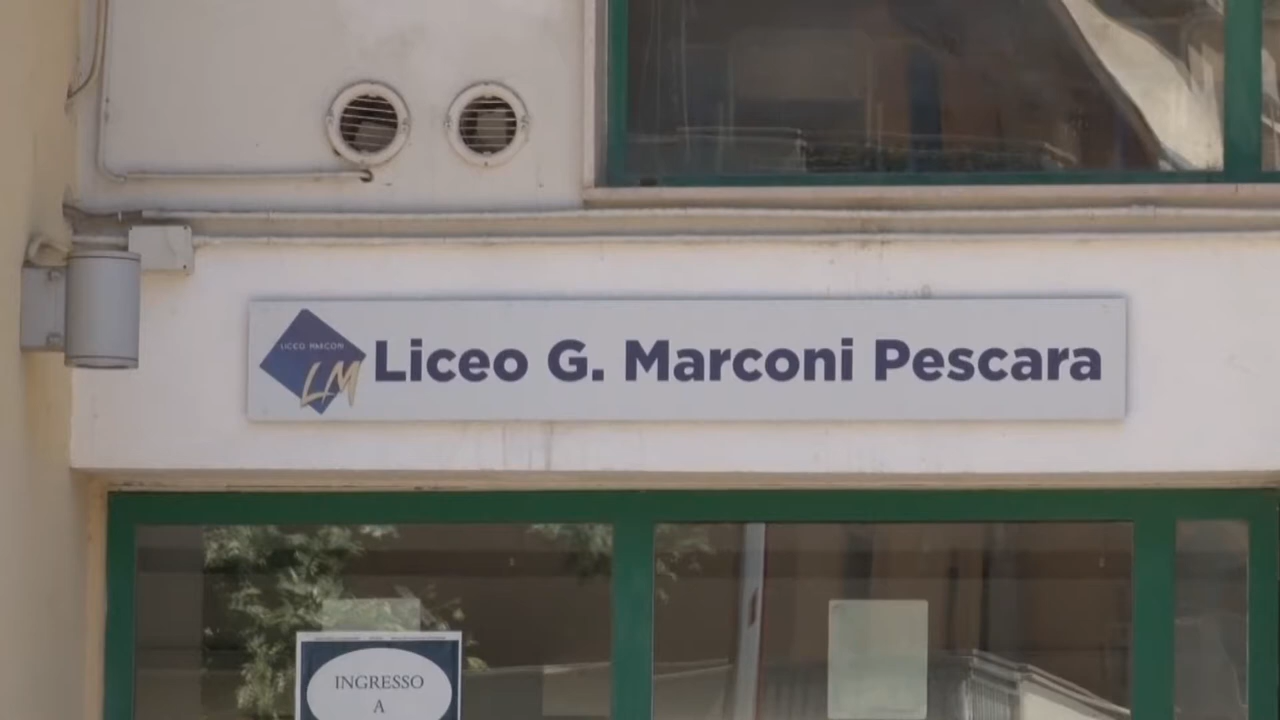 LICEO MARCONI
LM
Liceo G. Marconi Pescara
INGRESSO
A